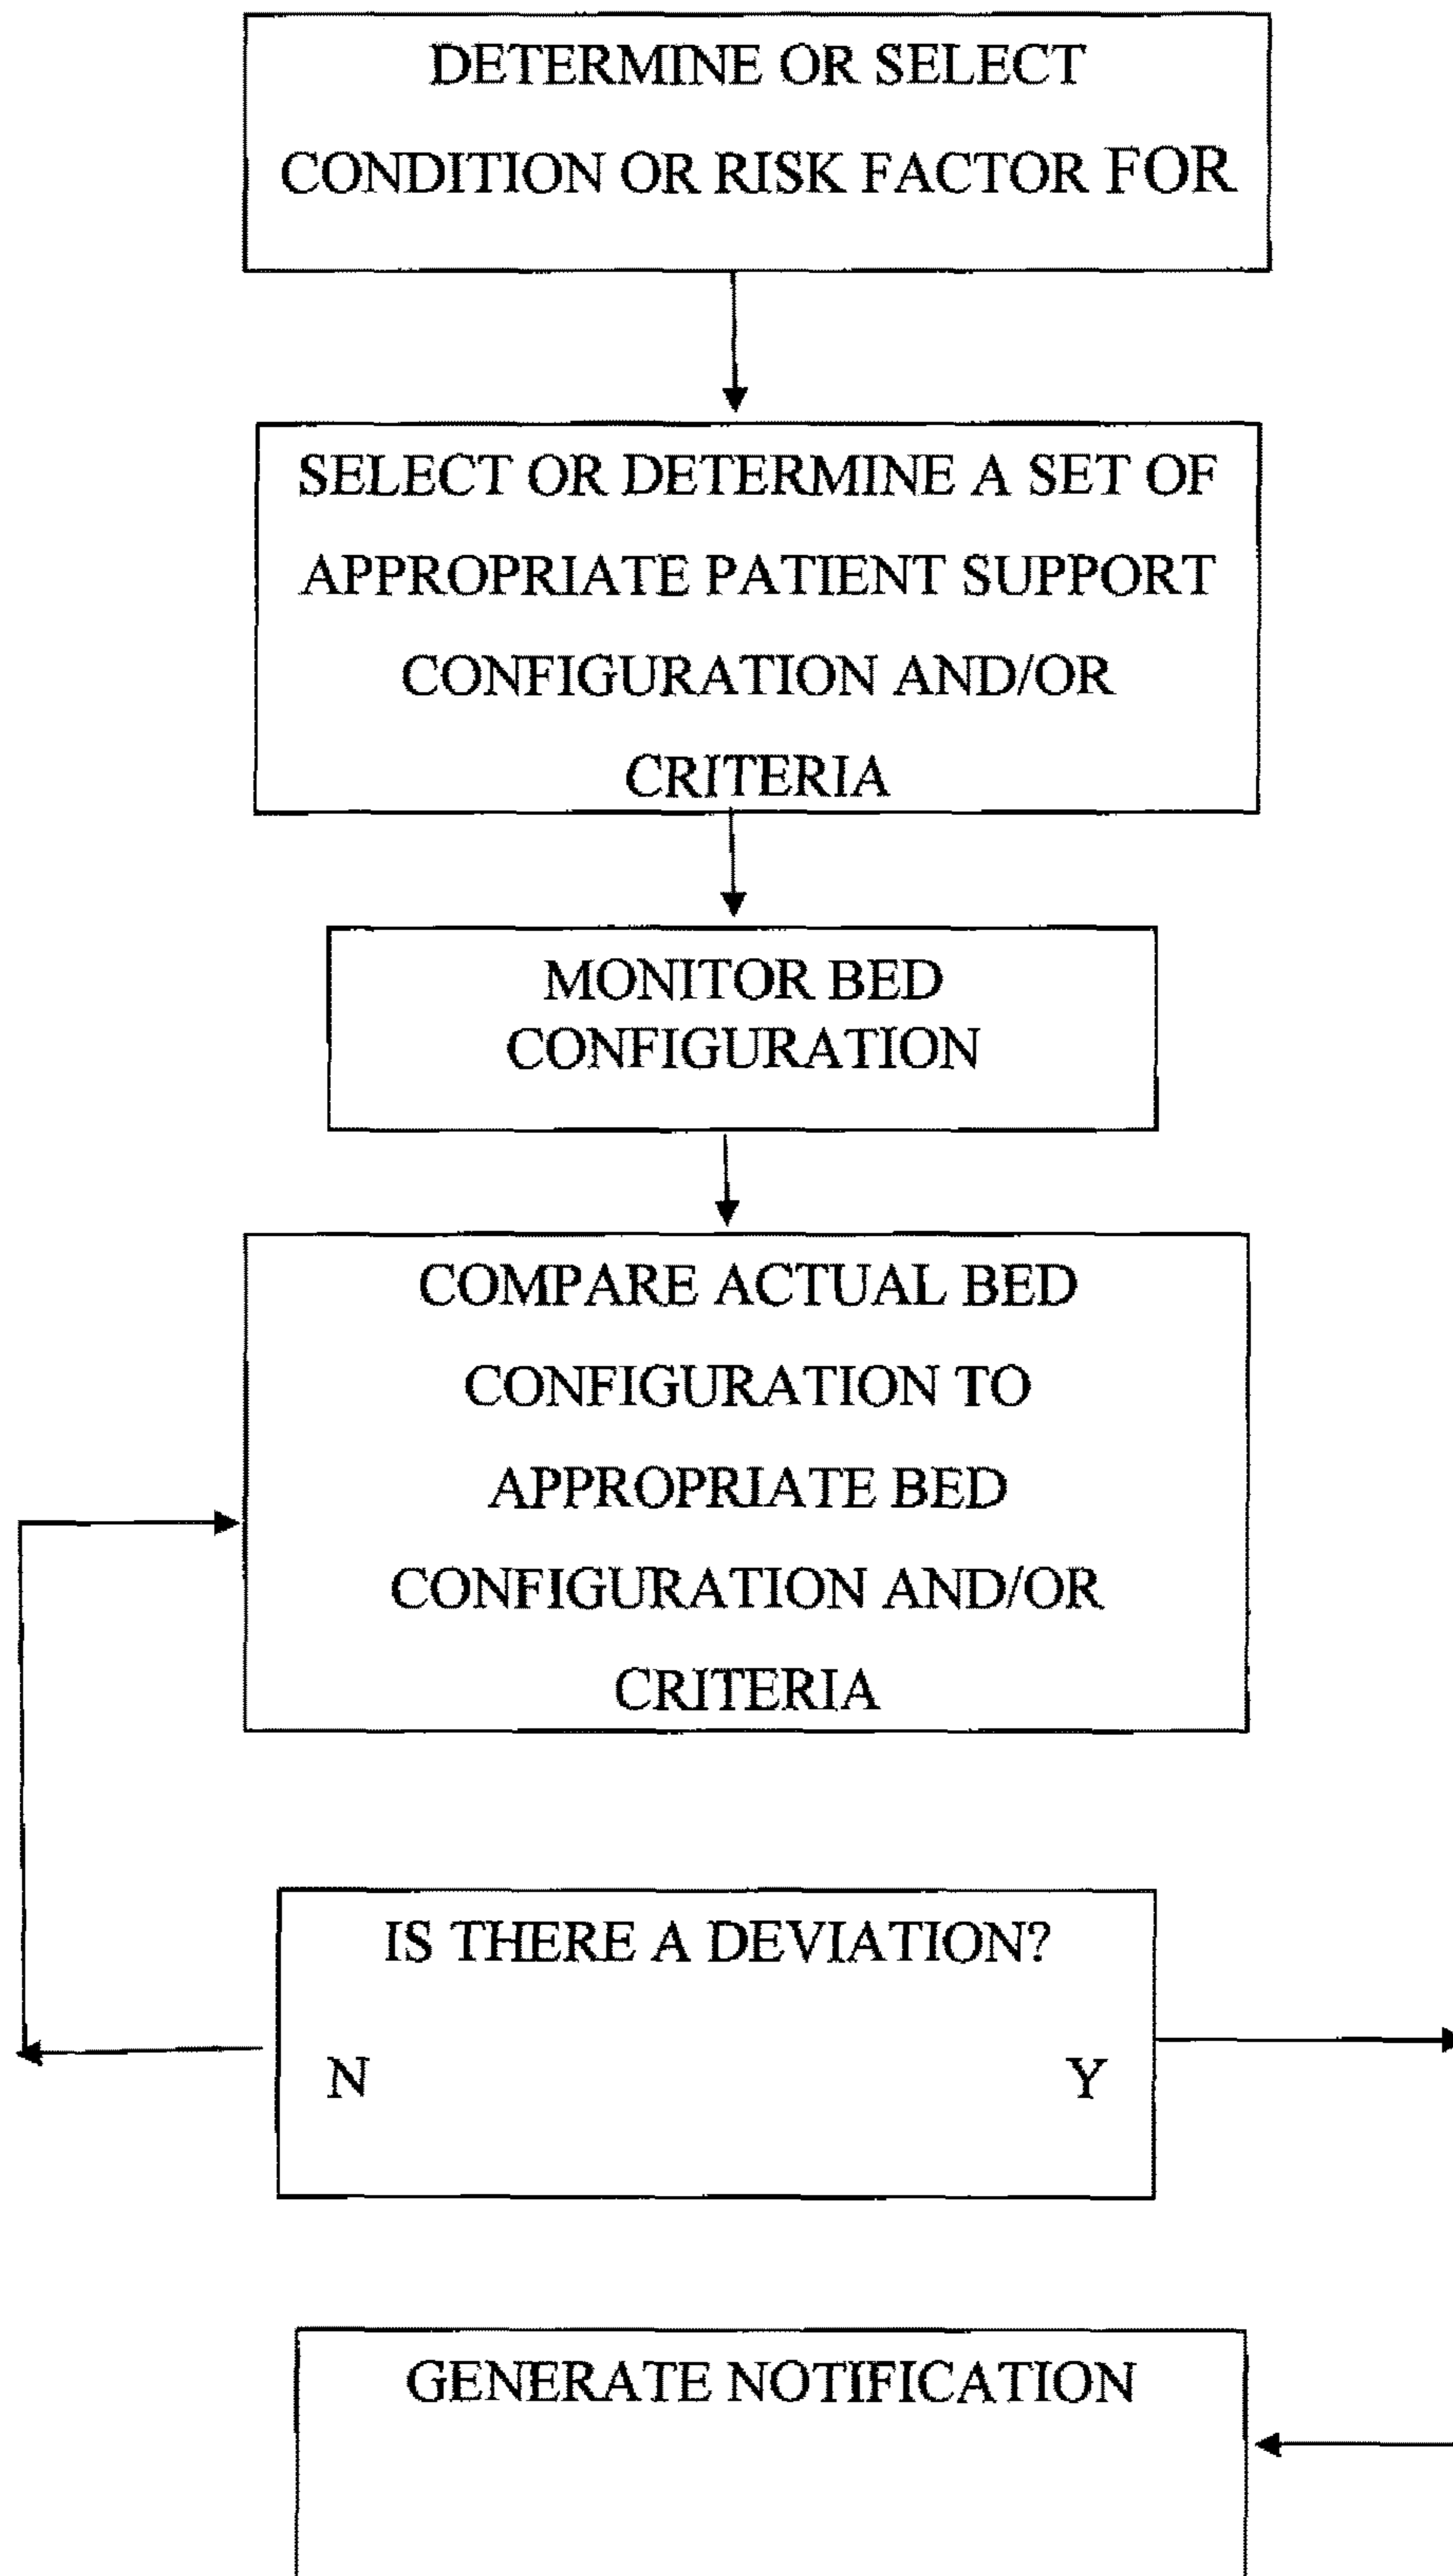 DETERMINE OR SELECT
CONDITION OR RISK FACTOR FOR
SELECT OR DETERMINE A SET OF
APPROPRIATE PATIENT SUPPORT
CONFIGURATION AND/OR
CRITERIA
MONITOR BED
CONFIGURATION
COMPARE ACTUAL BED
CONFIGURATION TO
APPROPRIATE BED
CONFIGURATION AND/OR
CRITERIA
IS THERE A DEVIATION?
N Y
GENERATE NOTIFICATION